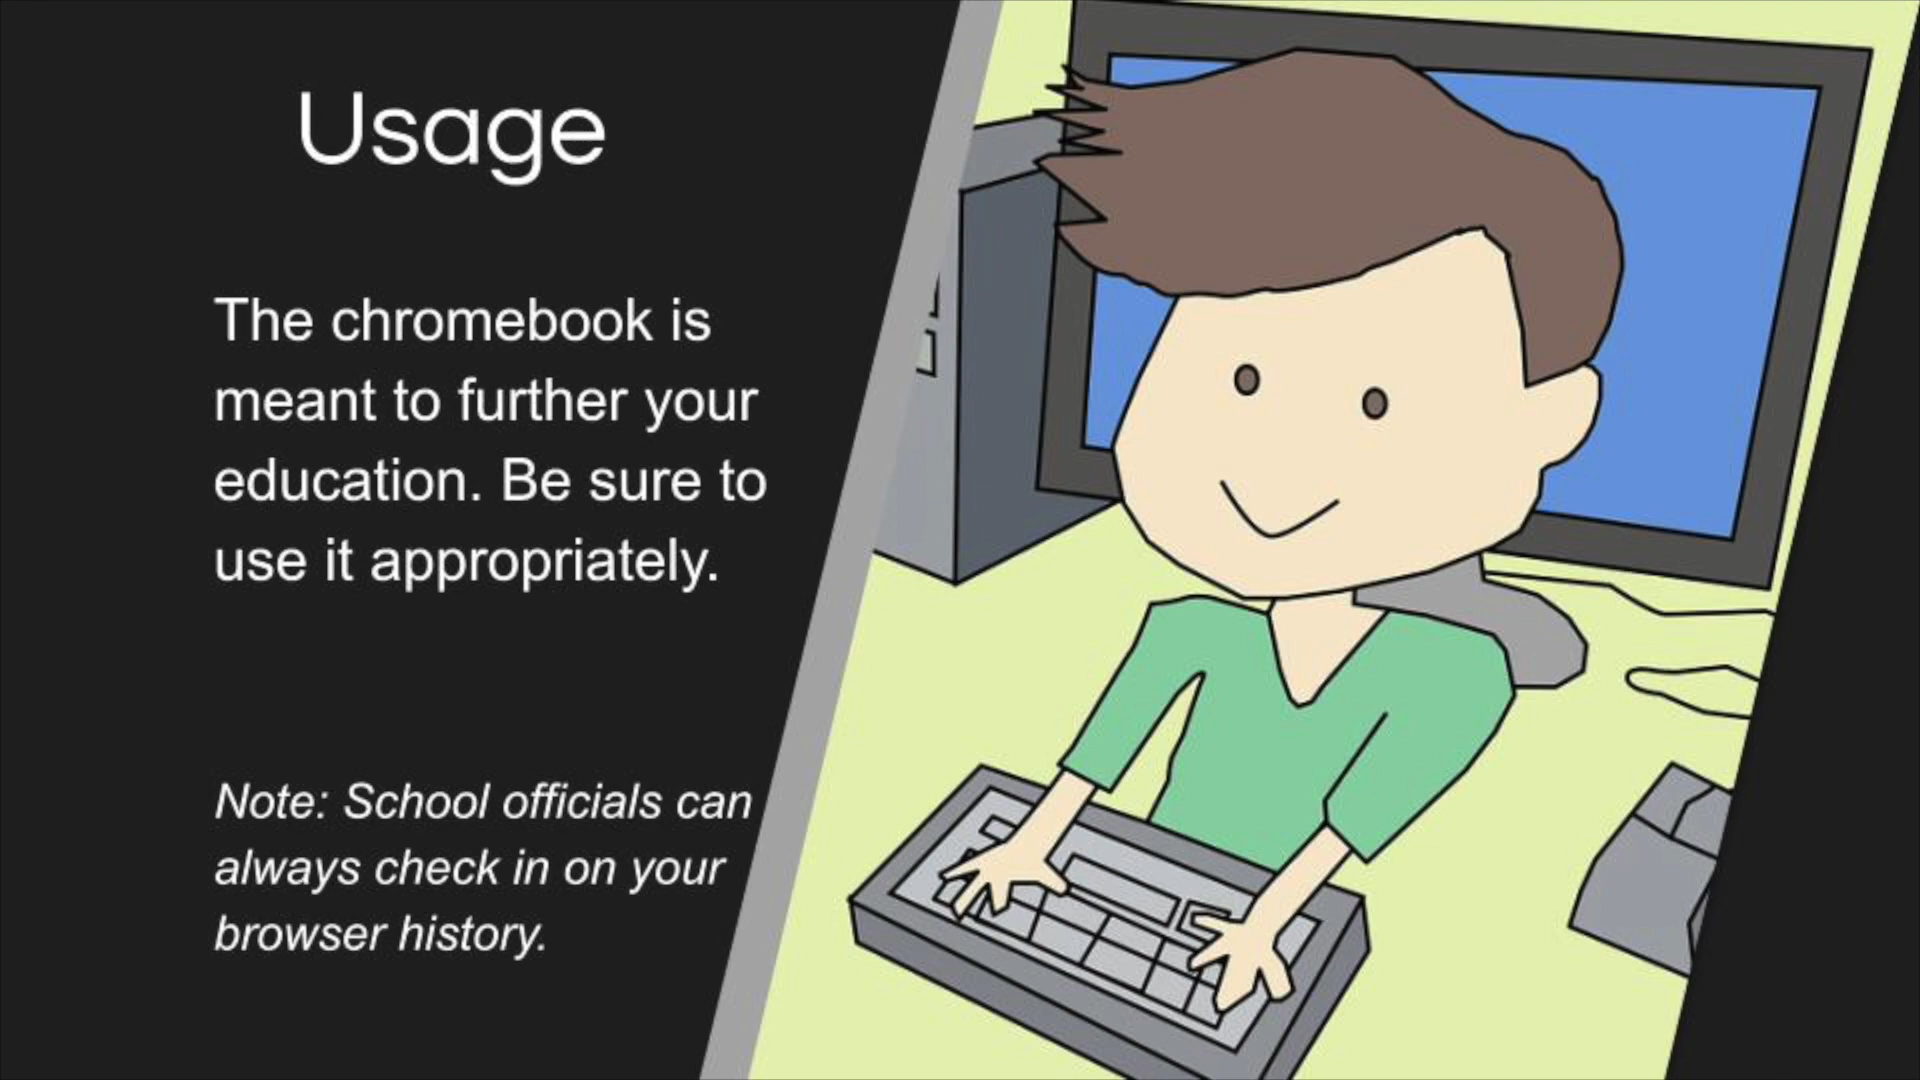 Usage
The chromebook is
meant to further your
education. Be sure to
use it appropriately.
Note: School officials can
always check in on your
browser history.